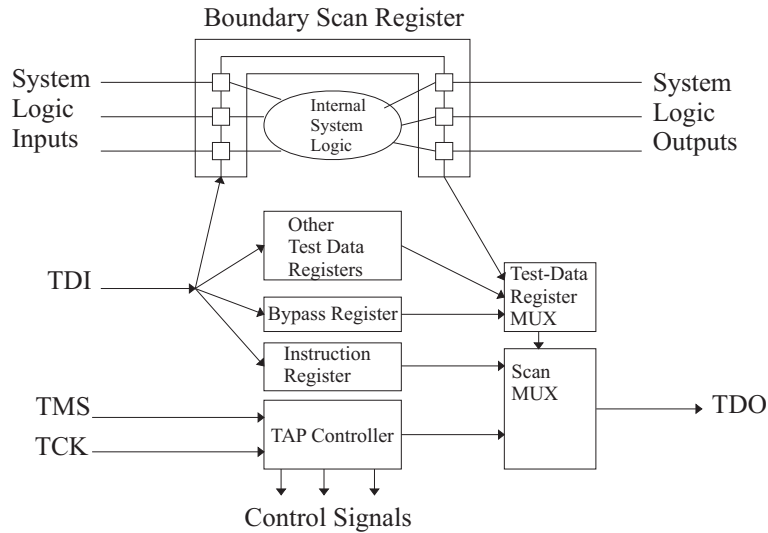 Boundary Scan Register
System
Logic
Inputs
Internal
System
Logic
System
Logic
Outputs
Other
Test Data
Registers
TDI
Test-Data
Register
MUX
Bypass Register
Instruction
Register
Scan
MUX
TDO
TMS
TCK
TAP Controller
Control Signals